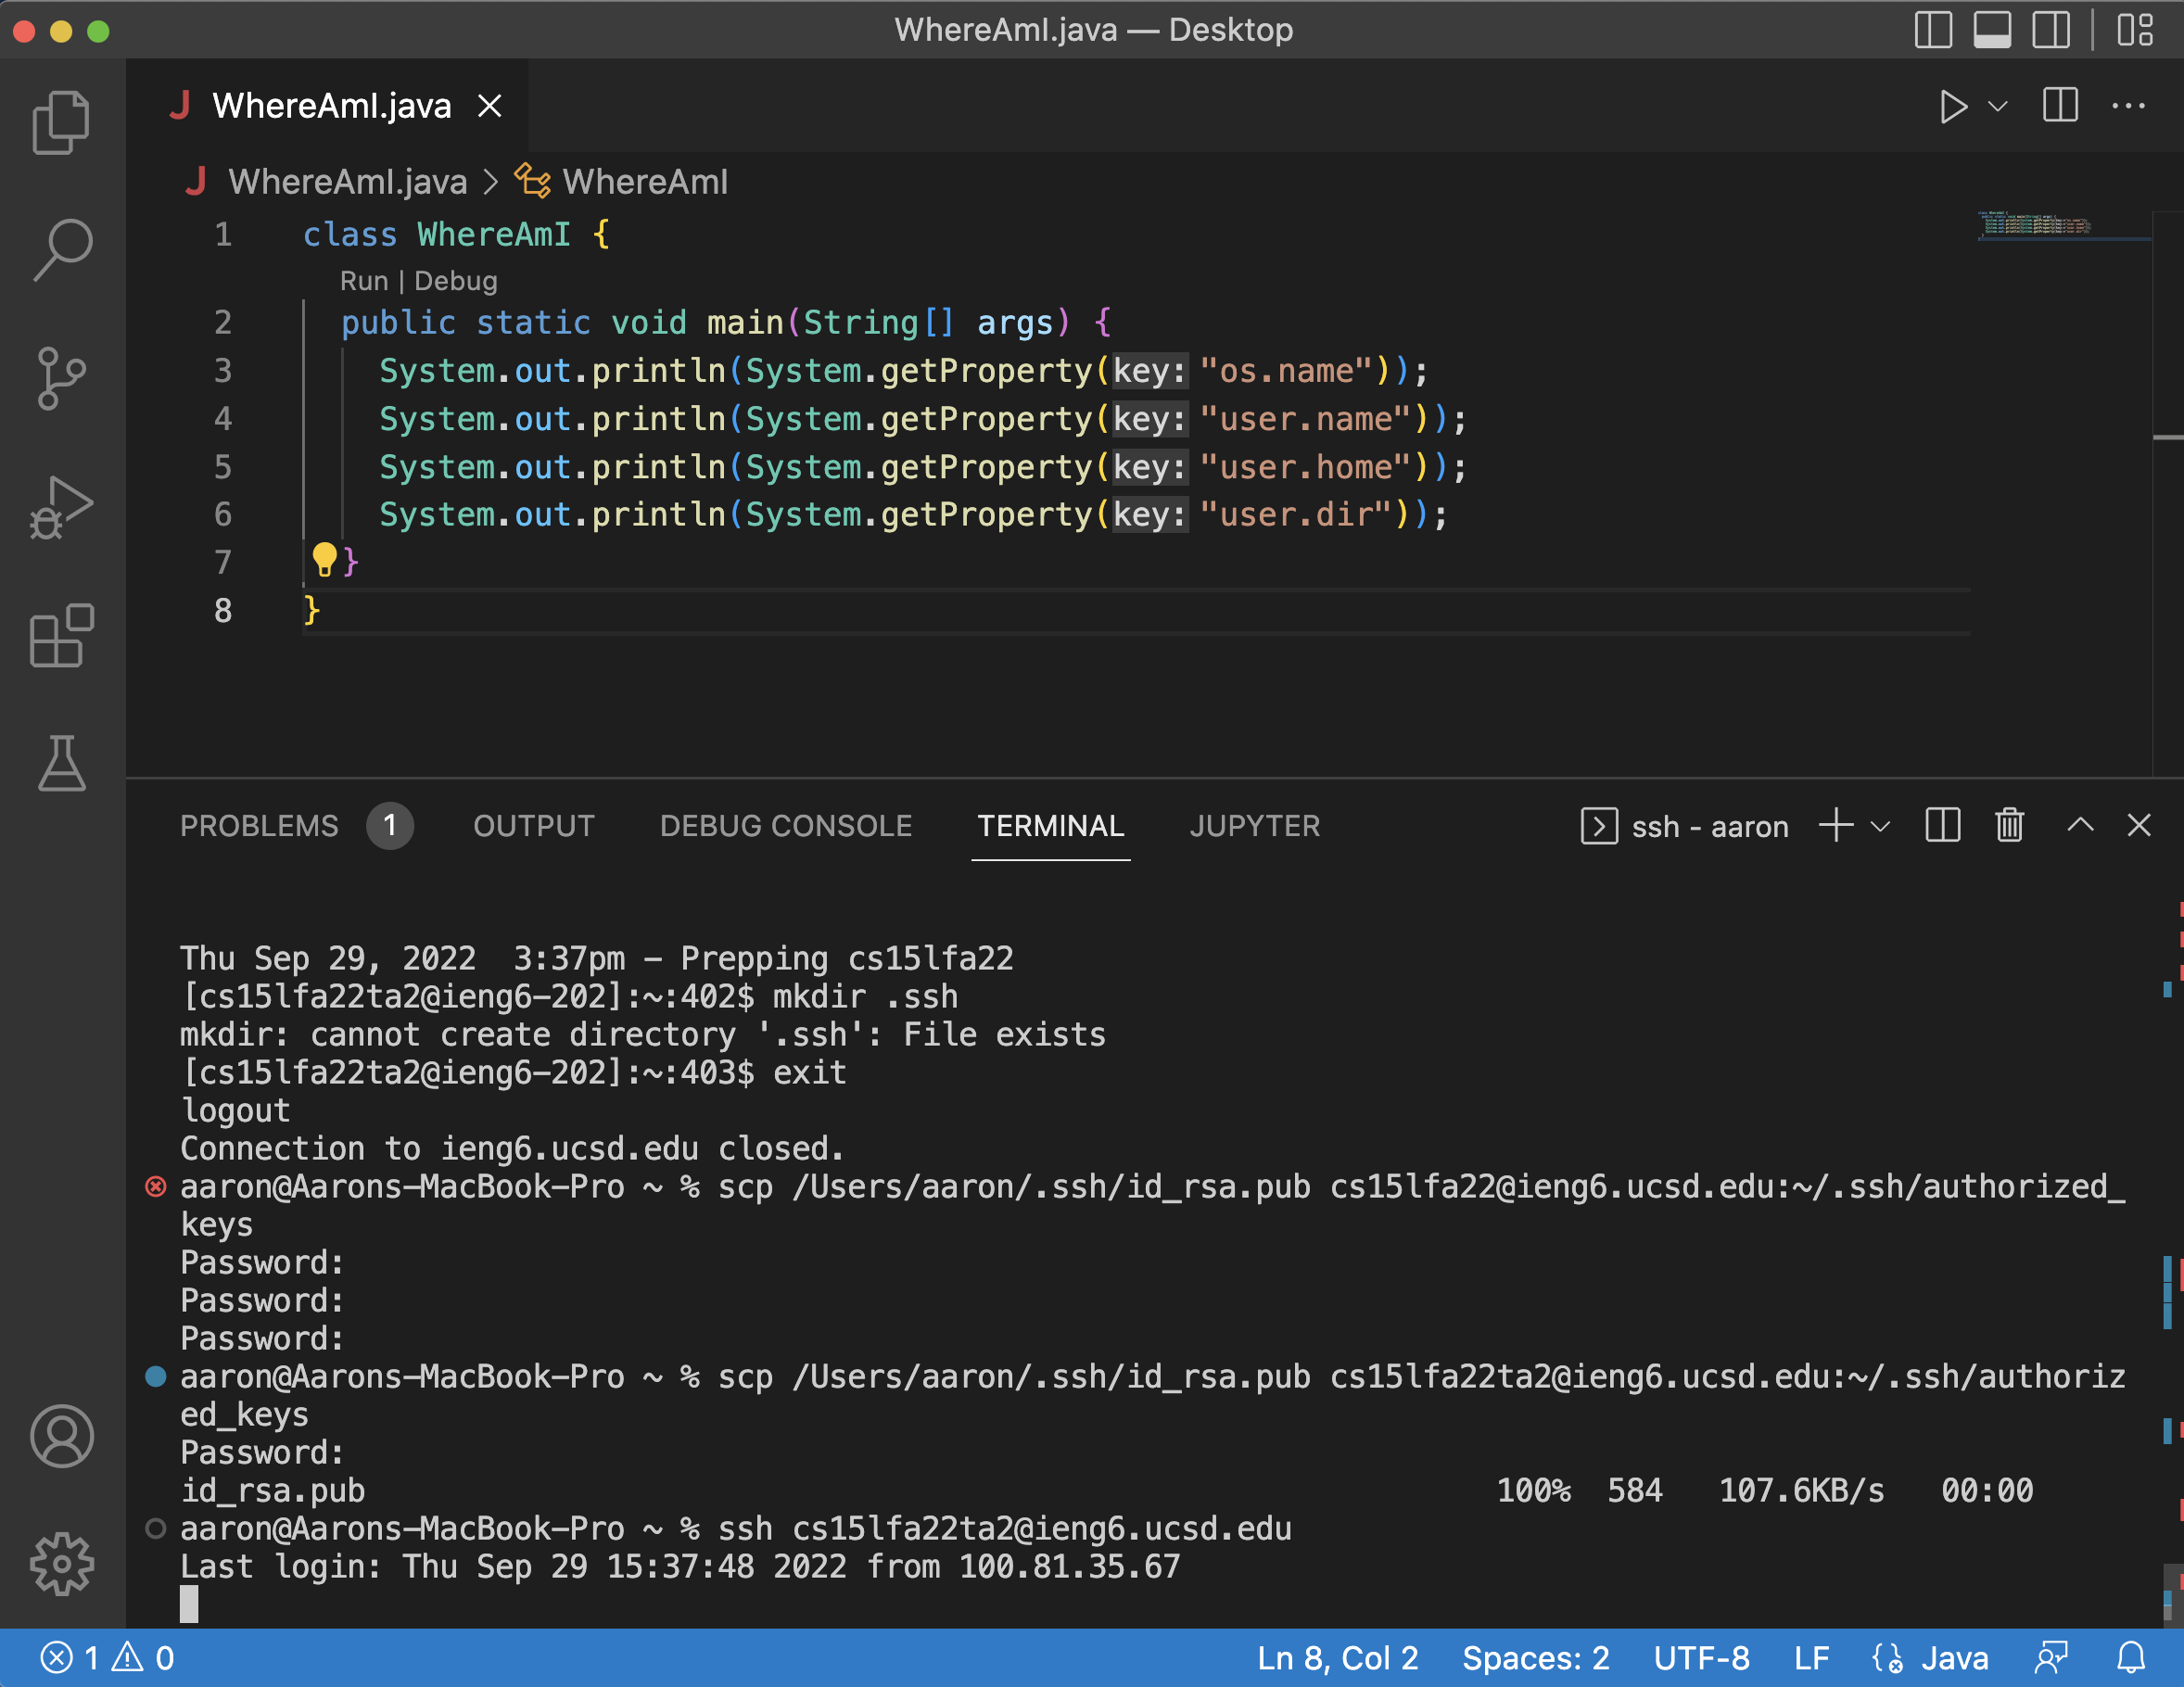 WhereAmI.java — Desktop
WhereAmI.java
WhereAmI.java > WhereAmI
1 class WhereAmI {
Run | Debug
2 public static void main(String[] args) {
3 System.out.println(System.getProperty(key: "os.name"));
4 System.out.println(System.getProperty(key: "user.name"));
5 System.out.println(System.getProperty(key: "user.home"));
6 System.out.println(System.getProperty(key: "user.dir"));
7 }
8 }
PROBLEMS 1 OUTPUT DEBUG CONSOLE TERMINAL JUPYTER ssh - aaron
Thu Sep 29, 2022  3:37pm - Prepping cs15lfa22
[cs15lfa22ta2@ieng6-202]:~:402$ mkdir .ssh
mkdir: cannot create directory '.ssh': File exists
[cs15lfa22ta2@ieng6-202]:~:403$ exit
logout
Connection to ieng6.ucsd.edu closed.
aaron@Aarons-MacBook-Pro ~ % scp /Users/aaron/.ssh/id_rsa.pub cs15lfa22@ieng6.ucsd.edu:~/.ssh/authorized_
keys
Password:
Password:
Password:
aaron@Aarons-MacBook-Pro ~ % scp /Users/aaron/.ssh/id_rsa.pub cs15lfa22ta2@ieng6.ucsd.edu:~/.ssh/authoriz
ed_keys
Password:
id_rsa.pub 100% 584 107.6KB/s 00:00
aaron@Aarons-MacBook-Pro ~ % ssh cs15lfa22ta2@ieng6.ucsd.edu
Last login: Thu Sep 29 15:37:48 2022 from 100.81.35.67
1 0 Ln 8, Col 2 Spaces: 2 UTF-8 LF Java